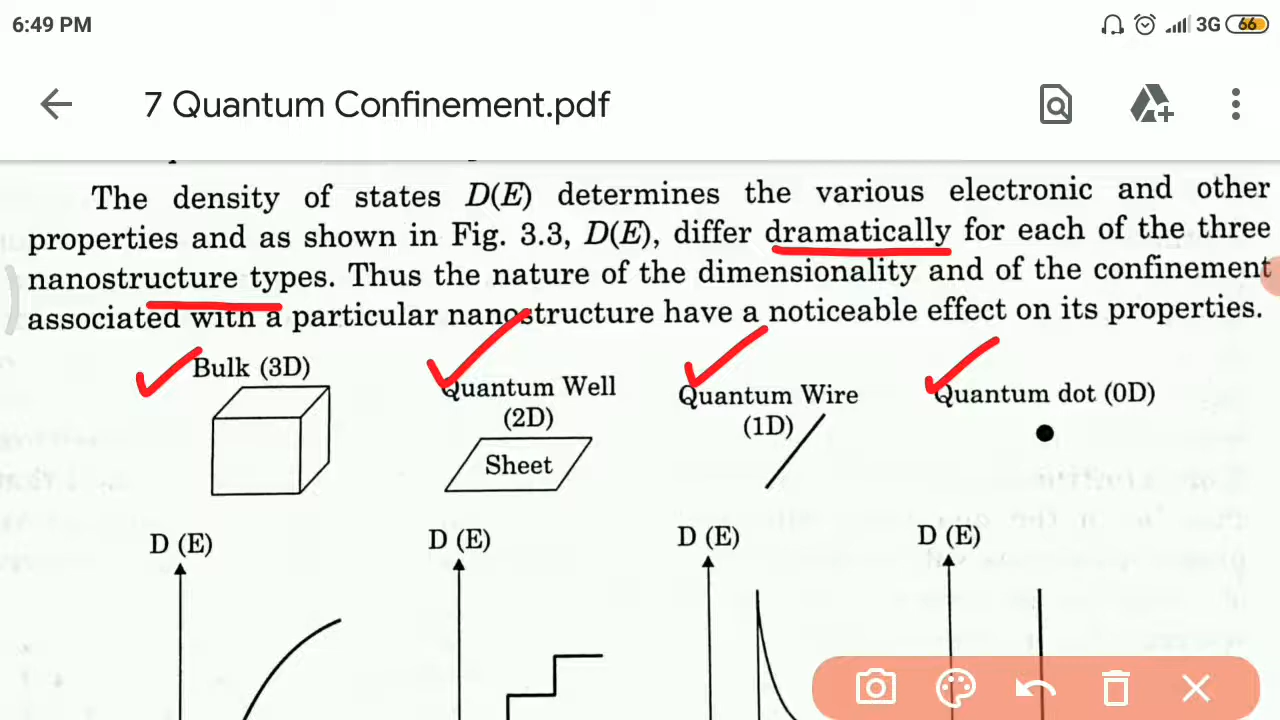 6:49 PM
3G 66
7 Quantum Confinement.pdf
The density of states D(E) determines the various electronic and other
properties and as shown in Fig. 3.3, D(E), differ dramatically for each of the three
nanostructure types. Thus the nature of the dimensionality and of the confinement
associated with a particular nanostructure have a noticeable effect on its properties.
Bulk (3D)
Quantum Well
(2D)
Sheet
Quantum Wire
(1D)
Quantum dot (0D)
D (E)
D (E)
D (E)
D (E)